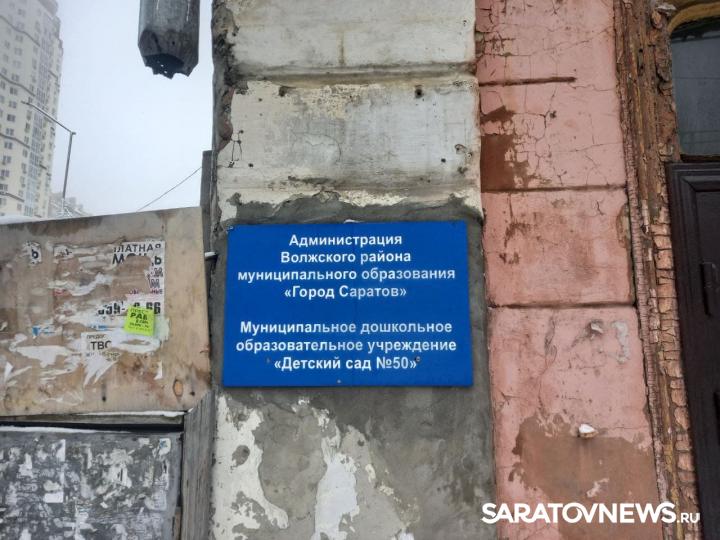 Администрация
Волжского района
муниципального образования
«Город Саратов»
Муниципальное дошкольное
образовательное учреждение
«Детский сад №50»
SARATOVNEWS.RU